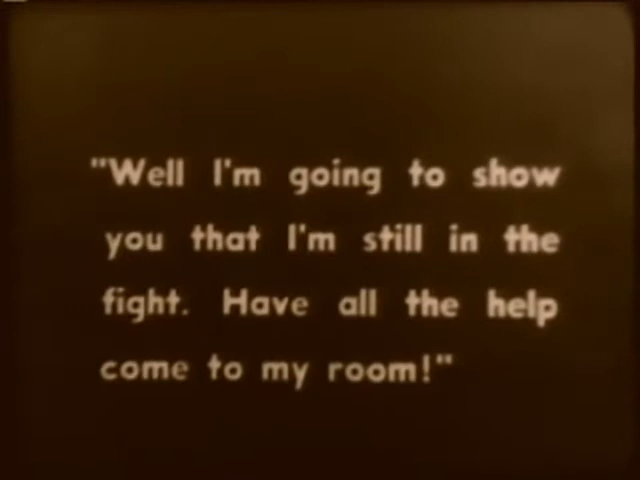 "Well I'm going to show
you that I'm still in the
fight. Have all the help
come to my room!"